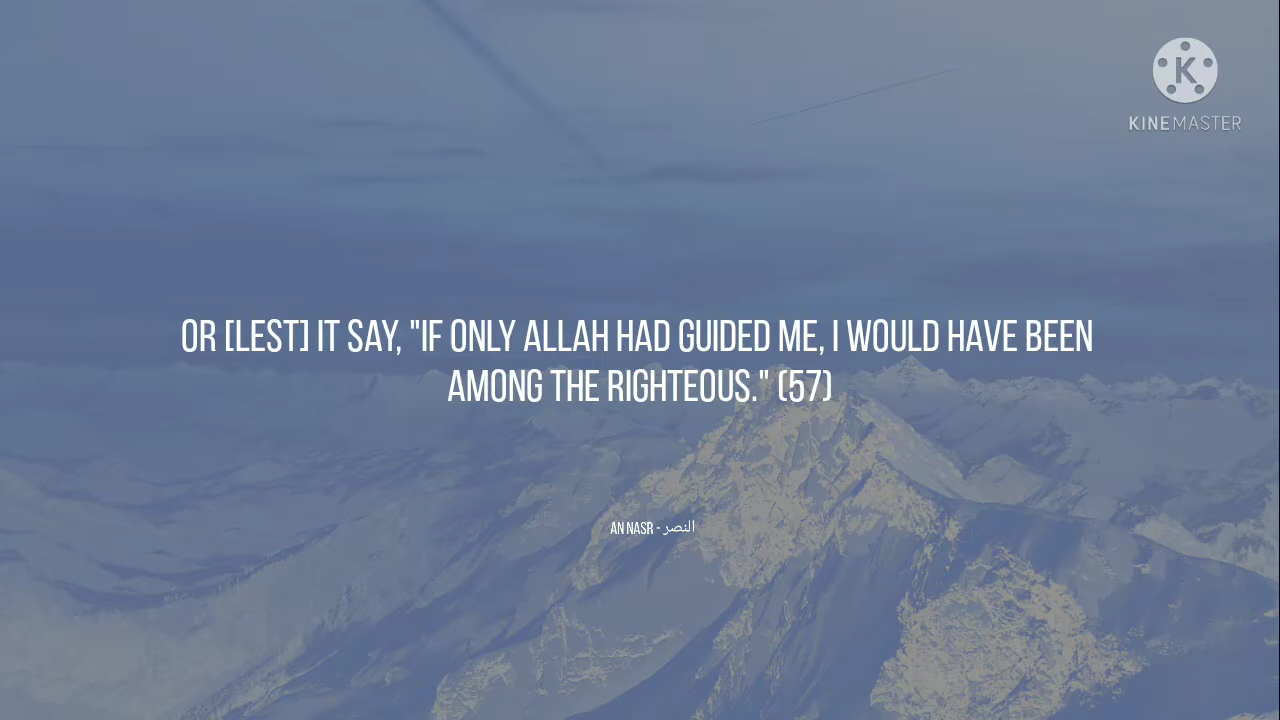 KINEMASTER
OR [LEST] IT SAY, "IF ONLY ALLAH HAD GUIDED ME, I WOULD HAVE BEEN
AMONG THE RIGHTEOUS." (57)
AN NASR - النصر